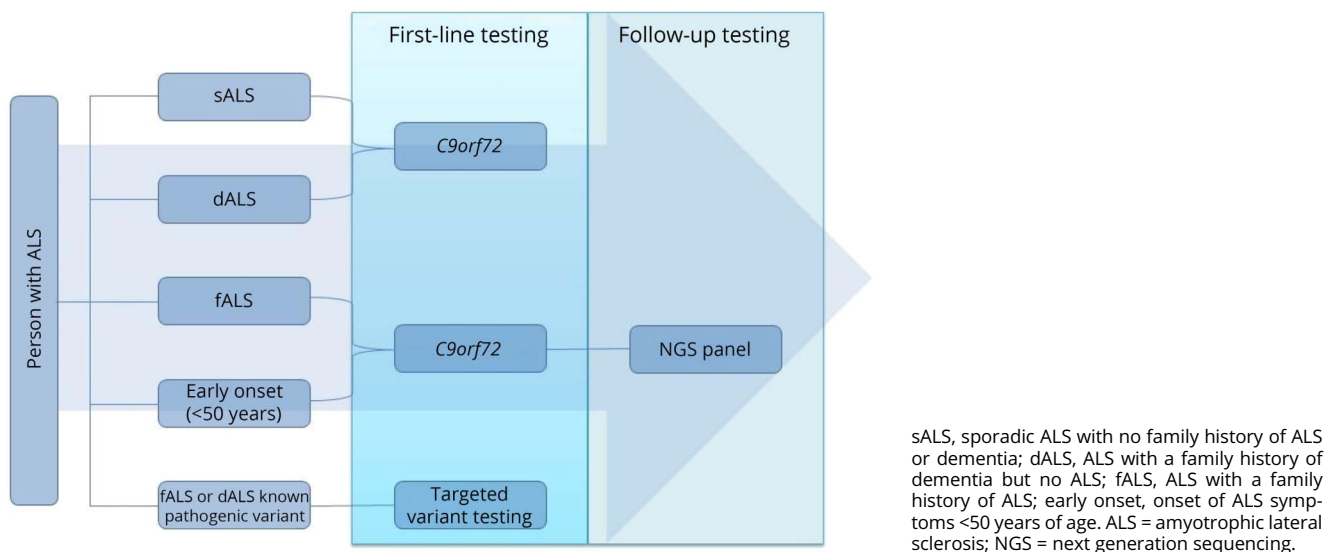 First-line testing
Follow-up testing
Person with ALS
sALS
dALS
fALS
Early onset
(<50 years)
fALS or dALS known
pathogenic variant
C9orf72
C9orf72
Targeted
variant testing
NGS panel
sALS, sporadic ALS with no family history of ALS
or dementia; dALS, ALS with a family history of
dementia but no ALS; fALS, ALS with a family
history of ALS; early onset, onset of ALS symp-
toms <50 years of age. ALS = amyotrophic lateral
sclerosis; NGS = next generation sequencing.